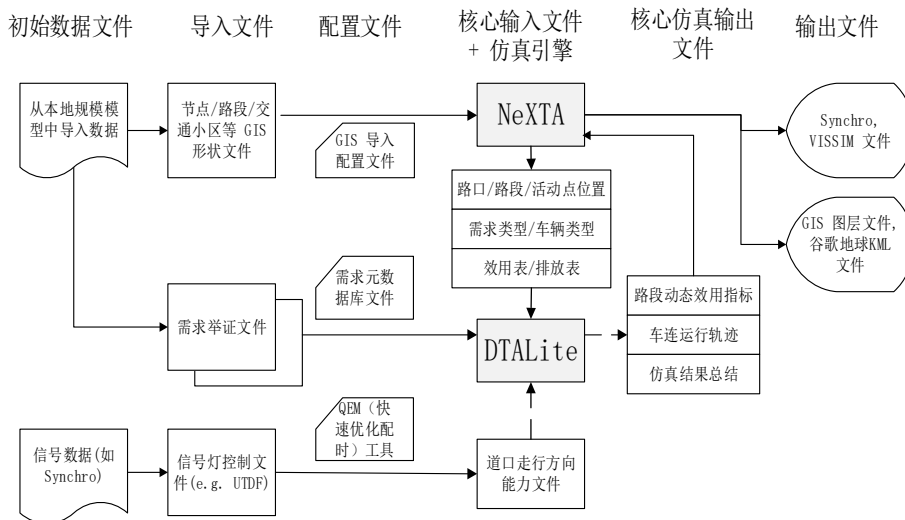 初始数据文件
导入文件
配置文件
核心输入文件
+ 仿真引擎
核心仿真输出
文件
输出文件
从本地规模模
型中导入数据
节点/路段/交
通小区等 GIS
形状文件
GIS 导入
配置文件
NeXTA
Synchro,
VISSIM 文件
路口/路段/活动点位置
需求类型/车辆类型
效用表/排放表
GIS 图层文件,
谷歌地球KML
文件
需求元数
据库文件
需求举证文件
DTALite
路段动态效用指标
车连运行轨迹
仿真结果总结
QEM（快
速优化配
时）工具
信号数据(如
Synchro)
信号灯控制文
件(e.g. UTDF)
道口走行方向
能力文件